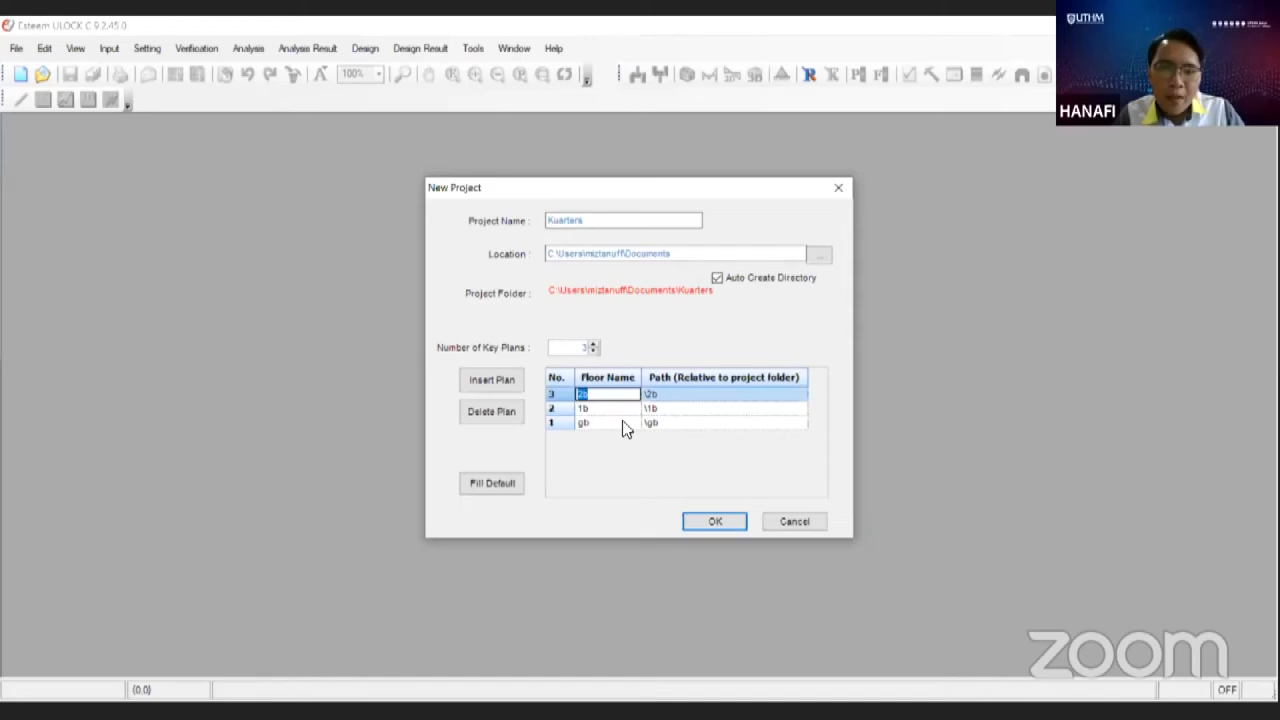 Esteem ULOCK C 9.2.45.0
UTHM
File Edit View Input Setting Verification Analysis Analysis Result Design Design Result Tools Window Help
100%
HANAFI
New Project
Project Name : Kuarters
Location : C:\Users\miztanuff\Documents ...
Auto Create Directory
Project Folder : C:\Users\miztanuff\Documents\Kuarters
Number of Key Plans : 3
Insert Plan
Delete Plan
Fill Default
No. Floor Name Path (Relative to project folder)
3 2b \2b
2 1b \1b
1 gb \gb
OK Cancel
zoom
(0,0) OFF